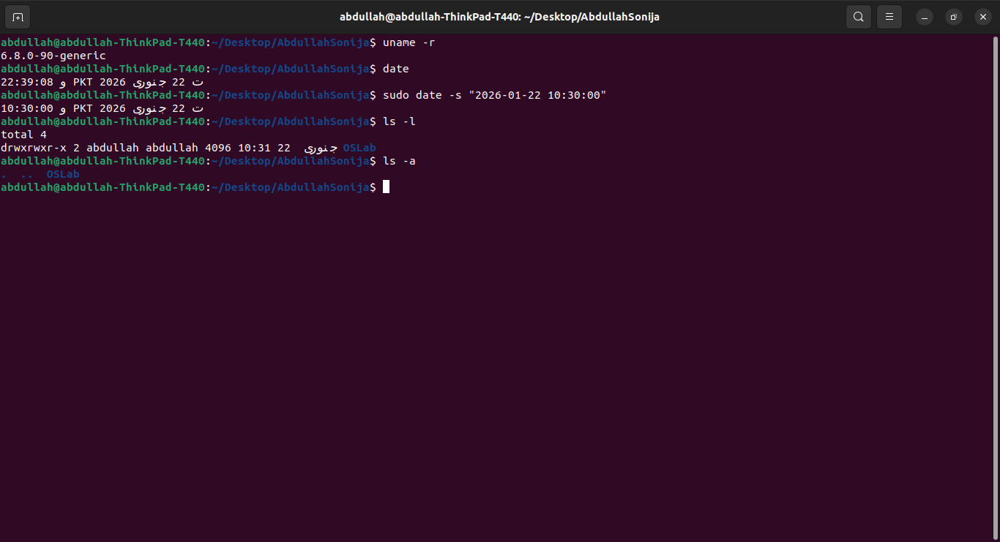 abdullah@abdullah-ThinkPad-T440: ~/Desktop/AbdullahSonija
abdullah@abdullah-ThinkPad-T440:~/Desktop/AbdullahSonija$ uname -r
6.8.0-90-generic
abdullah@abdullah-ThinkPad-T440:~/Desktop/AbdullahSonija$ date
22:39:08 و PKT 2026 جنوری 22 ت
abdullah@abdullah-ThinkPad-T440:~/Desktop/AbdullahSonija$ sudo date -s "2026-01-22 10:30:00"
10:30:00 و PKT 2026 جنوری 22 ت
abdullah@abdullah-ThinkPad-T440:~/Desktop/AbdullahSonija$ ls -l
total 4
drwxrwxr-x 2 abdullah abdullah 4096 10:31 22  جنوری OSLab
abdullah@abdullah-ThinkPad-T440:~/Desktop/AbdullahSonija$ ls -a
.  ..  OSLab
abdullah@abdullah-ThinkPad-T440:~/Desktop/AbdullahSonija$